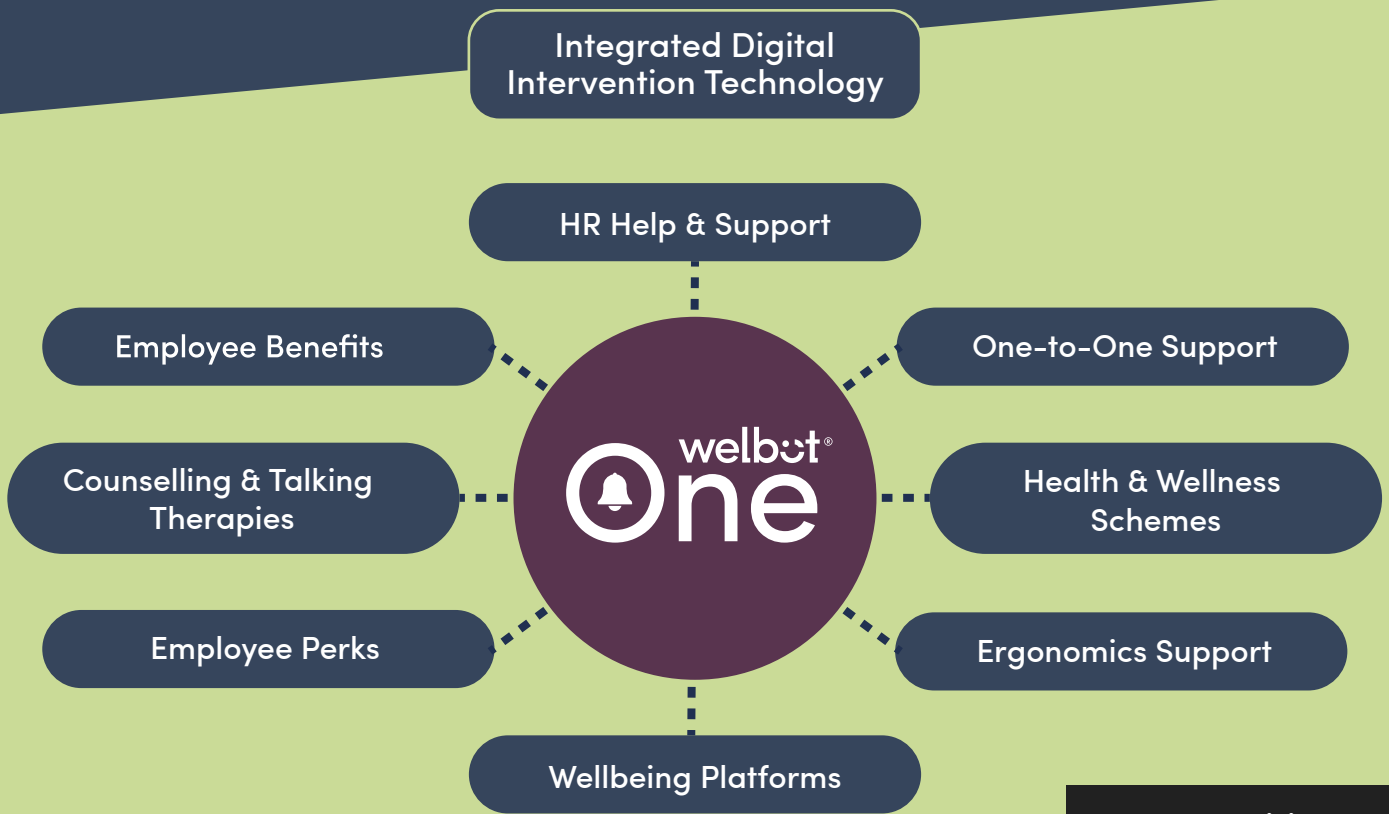 Integrated Digital
Intervention Technology
HR Help & Support
Employee Benefits
One-to-One Support
welbot®
One
Counselling & Talking
Therapies
Health & Wellness
Schemes
Employee Perks
Ergonomics Support
Wellbeing Platforms